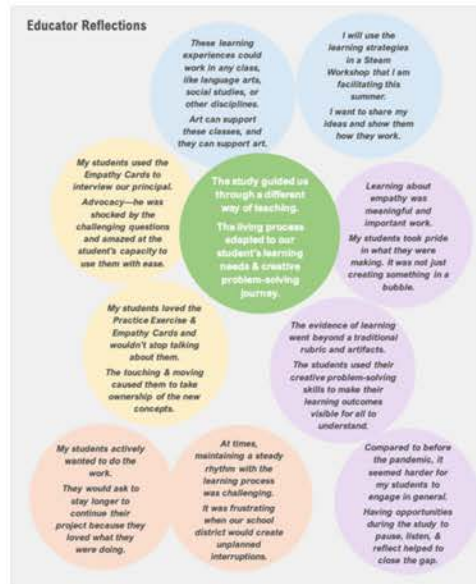 Educator Reflections
These learning
experiences could
work in any class,
like language arts,
social studies, or
other disciplines.
Art can support
these classes, and
they can support art.
I will use the
learning strategies
in a Steam
Workshop that I am
facilitating this
summer.
I want to share my
ideas and show them
how they work.
My students used the
Empathy Cards to
interview our principal.
Advocacy—he was
shocked by the
challenging questions
and amazed at the
student's capacity to
use them with ease.
The study guided us
through a different
way of teaching.
The living process
adapted to our
student's learning
needs & creative
problem-solving
journey.
Learning about
empathy was
meaningful and
important work.
My students took pride
in what they were
making. It was not just
creating something in a
bubble.
My students loved the
Practice Exercise &
Empathy Cards and
wouldn't stop talking
about them.
The touching & moving
caused them to take
ownership of the new
concepts.
The evidence of learning
went beyond a traditional
rubric and artifacts.
The students used their
creative problem-solving
skills to make their
learning outcomes
visible for all to
understand.
My students actively
wanted to do the
work.
They would ask to
stay longer to
continue their
project because they
loved what they
were doing.
At times,
maintaining a steady
rhythm with the
learning process
was challenging.
It was frustrating
when our school
district would create
unplanned
interruptions.
Compared to before
the pandemic, it
seemed harder for
my students to
engage in general.
Having opportunities
during the study to
pause, listen, &
reflect helped to
close the gap.